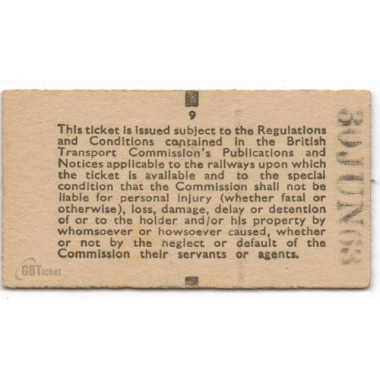 9
This ticket is issued subject to the Regulations
and Conditions contained in the British
Transport Commission's Publications and
Notices applicable to the railways upon which
the ticket is available and to the special
condition that the Commission shall not be
liable for personal injury (whether fatal or
otherwise), loss, damage, delay or detention
of or to the holder and/or his property by
whomsoever or howsoever caused, whether
or not by the neglect or default of the
Commission their servants or agents.
30JUN68
GBTicket